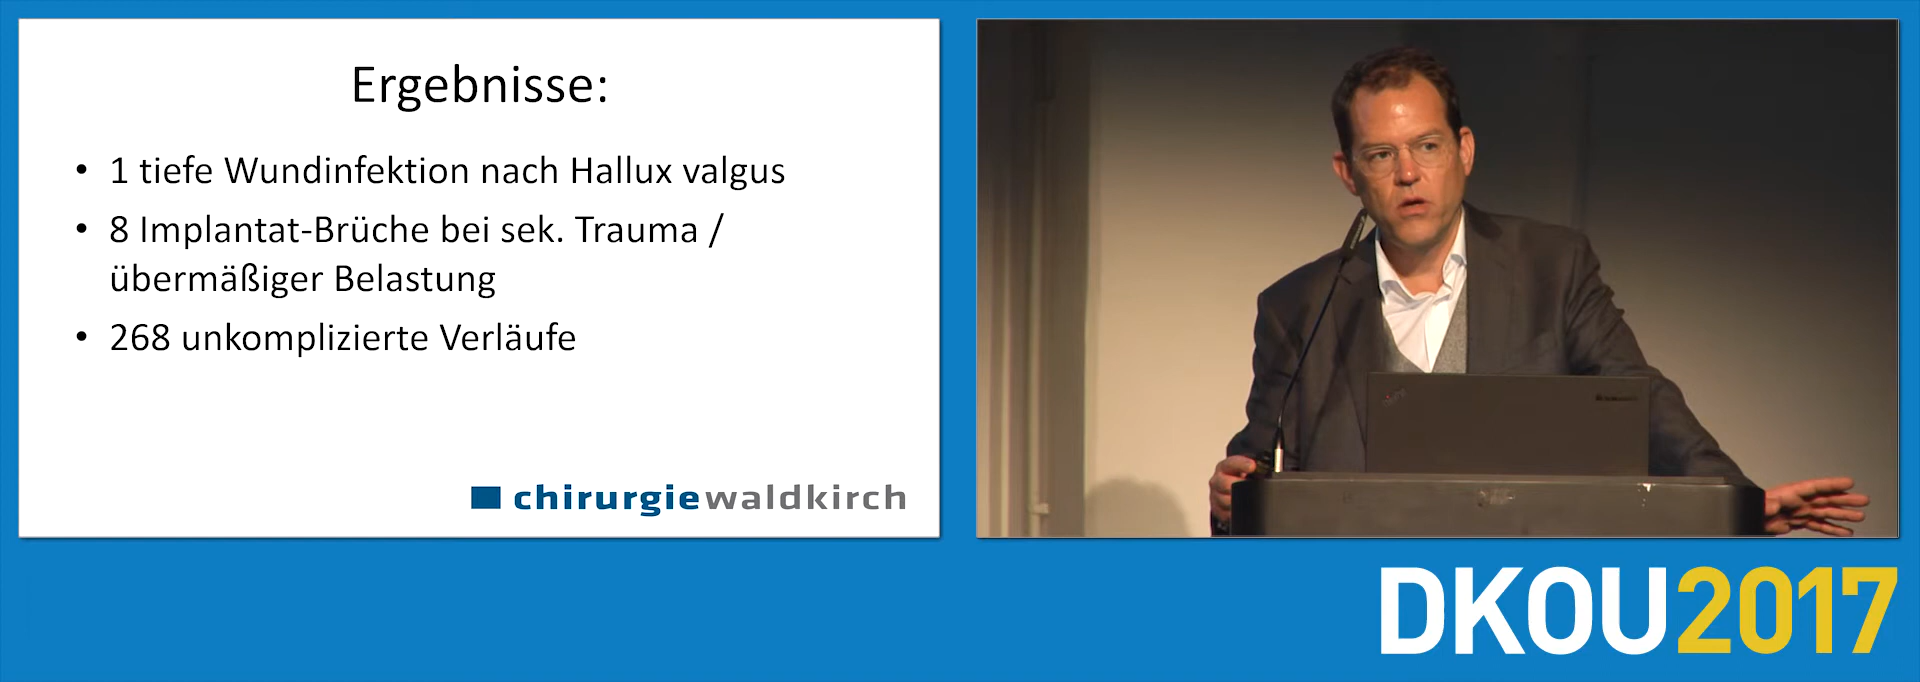 Ergebnisse:
• 1 tiefe Wundinfektion nach Hallux valgus
• 8 Implantat-Brüche bei sek. Trauma /
übermäßiger Belastung
• 268 unkomplizierte Verläufe
chirurgiewaldkirch
DKOU2017